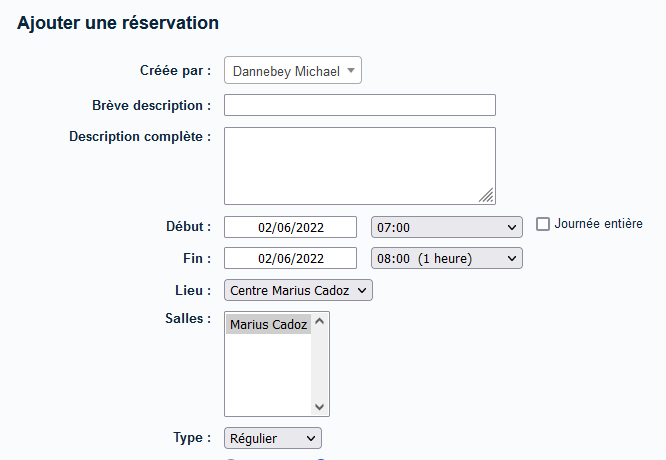 Ajouter une réservation
Créée par : Dannebey Michael
Brève description :
Description complète :
Début : 02/06/2022 07:00 Journée entière
Fin : 02/06/2022 08:00 (1 heure)
Lieu : Centre Marius Cadoz
Salles : Marius Cadoz
Type : Régulier